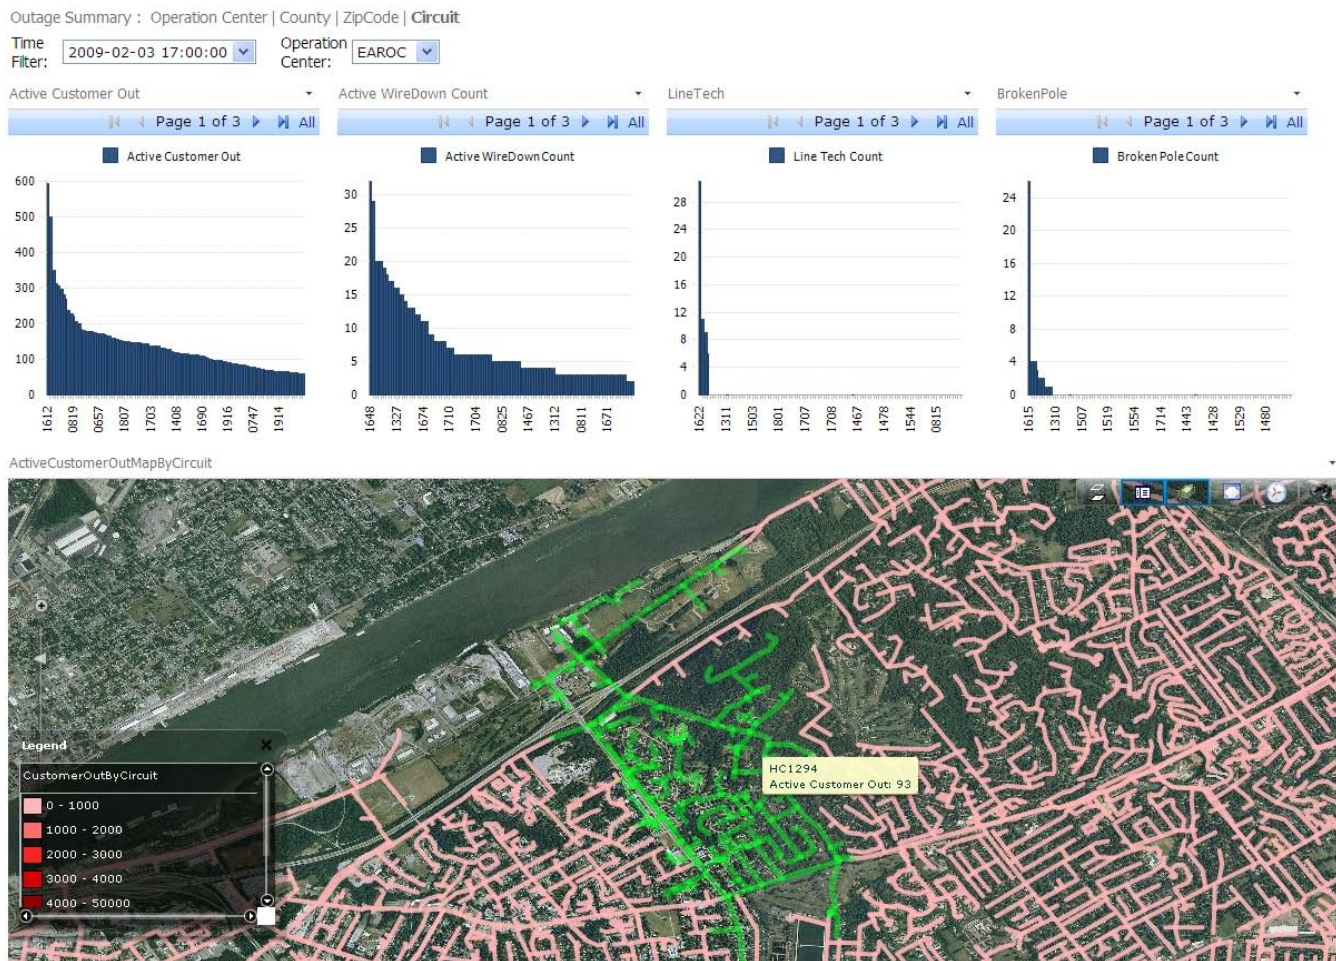 Outage Summary : Operation Center | County | ZipCode | Circuit
Time Filter: 2009-02-03 17:00:00 Operation Center: EAROC
Active Customer Out
Page 1 of 3 All
Active Customer Out
600
500
400
300
200
100
0
1612 0819 0657 1807 1703 1408 1690 1916 0747 1914
Active WireDown Count
Page 1 of 3 All
Active WireDown Count
30
25
20
15
10
5
0
1648 1327 1674 1710 1704 0825 1467 1312 0811 1671
LineTech
Page 1 of 3 All
Line Tech Count
28
24
20
16
12
8
4
0
1622 1311 1503 1801 1707 1708 1467 1478 1544 0815
BrokenPole
Page 1 of 3 All
Broken Pole Count
24
20
16
12
8
4
0
1615 1310 1507 1519 1554 1714 1443 1428 1529 1480
ActiveCustomerOutMapByCircuit
HC1294
Active Customer Out: 93
Legend
CustomerOutByCircuit
0 - 1000
1000 - 2000
2000 - 3000
3000 - 4000
4000 - 50000